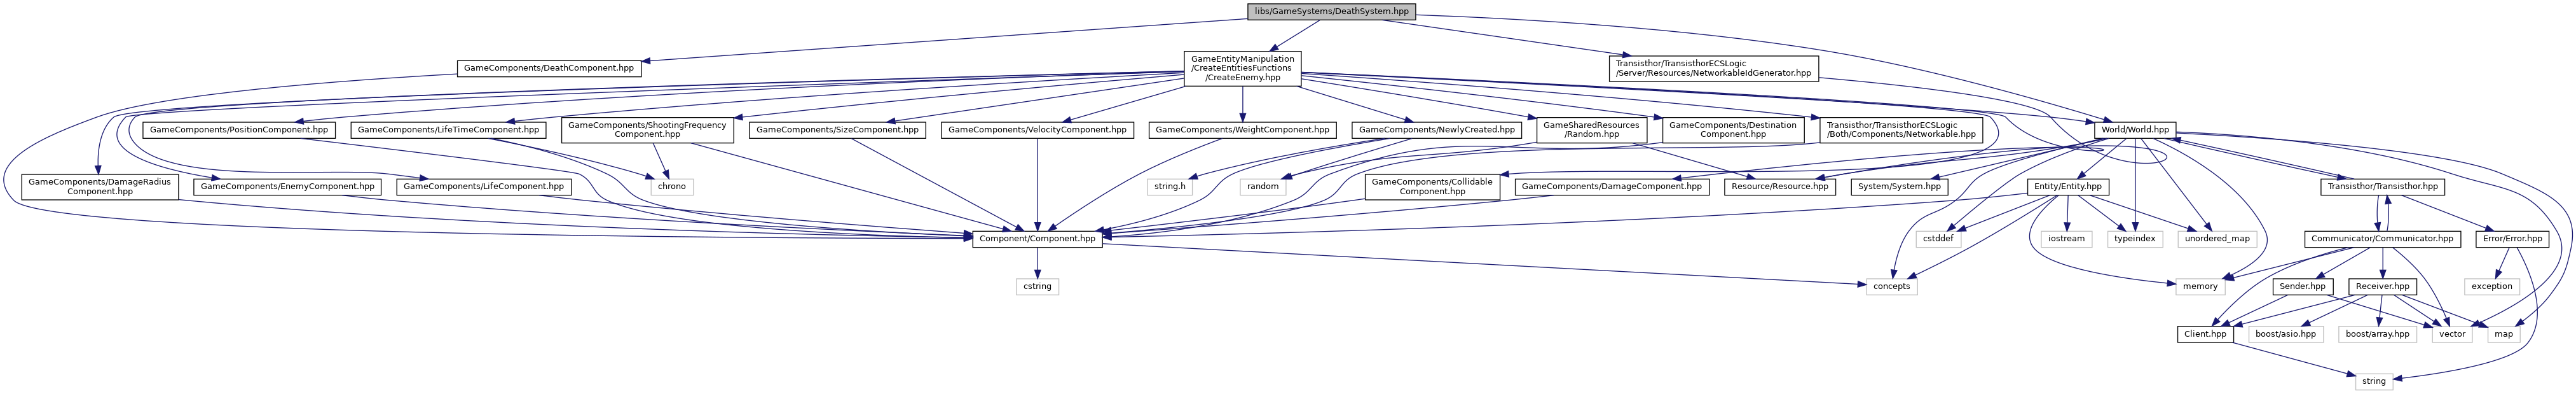 libs/GameSystems/DeathSystem.hpp
GameComponents/DeathComponent.hpp
GameEntityManipulation
/CreateEntitiesFunctions
/CreateEnemy.hpp
Transisthor/TransisthorECSLogic
/Server/Resources/NetworkableIdGenerator.hpp
GameComponents/PositionComponent.hpp
GameComponents/LifeTimeComponent.hpp
GameComponents/ShootingFrequency
Component.hpp
GameComponents/SizeComponent.hpp
GameComponents/VelocityComponent.hpp
GameComponents/WeightComponent.hpp
GameComponents/NewlyCreated.hpp
GameSharedResources
/Random.hpp
GameComponents/Destination
Component.hpp
Transisthor/TransisthorECSLogic
/Both/Components/Networkable.hpp
World/World.hpp
GameComponents/DamageRadius
Component.hpp
GameComponents/EnemyComponent.hpp
GameComponents/LifeComponent.hpp
chrono
string.h
random
GameComponents/Collidable
Component.hpp
GameComponents/DamageComponent.hpp
Resource/Resource.hpp
System/System.hpp
Entity/Entity.hpp
Transisthor/Transisthor.hpp
Component/Component.hpp
cstddef
iostream
typeindex
unordered_map
Communicator/Communicator.hpp
Error/Error.hpp
cstring
concepts
memory
Sender.hpp
Receiver.hpp
exception
Client.hpp
boost/asio.hpp
boost/array.hpp
vector
map
string